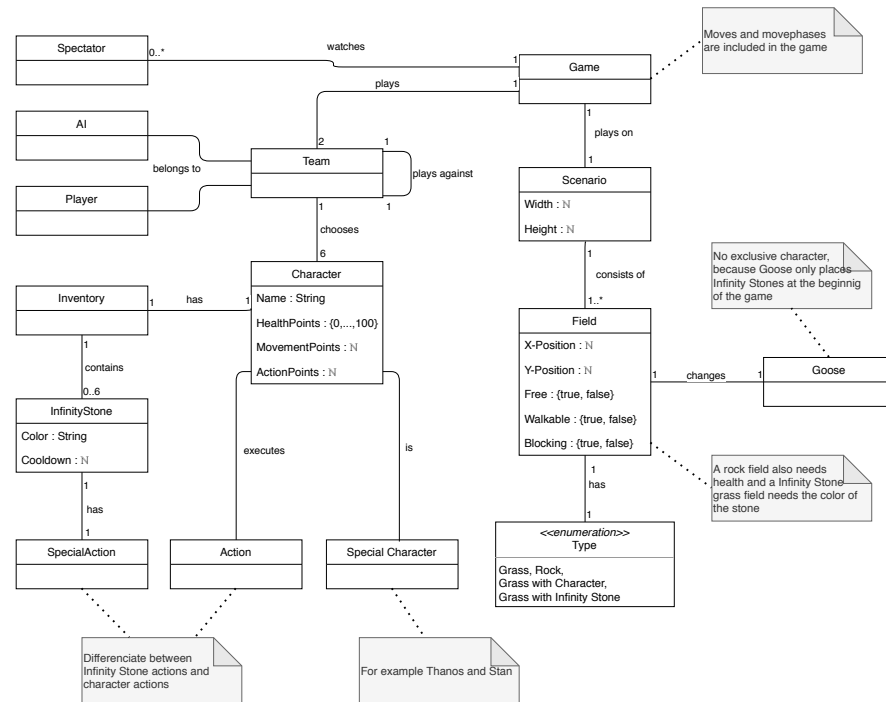 Spectator
0..*
watches
1
Game
Moves and movephases
are included in the game
1
plays
2
AI
belongs to
Player
Team
1
plays against
1
1
plays on
1
Scenario
Width : ℕ
Height : ℕ
1
chooses
6
Character
Name : String
HealthPoints : {0,...,100}
MovementPoints : ℕ
ActionPoints : ℕ
Inventory
1
has
1
1
contains
0..6
InfinityStone
Color : String
Cooldown : ℕ
1
has
1
SpecialAction
executes
Action
is
Special Character
Differenciate between
Infinity Stone actions and
character actions
For example Thanos and Stan
1
consists of
1..*
Field
X-Position : ℕ
Y-Position : ℕ
Free : {true, false}
Walkable : {true, false}
Blocking : {true, false}
1
changes
1
Goose
No exclusive character,
because Goose only places
Infinity Stones at the beginnig
of the game
A rock field also needs
health and a Infinity Stone
grass field needs the color of
the stone
1
has
1
<<enumeration>>
Type
Grass, Rock,
Grass with Character,
Grass with Infinity Stone